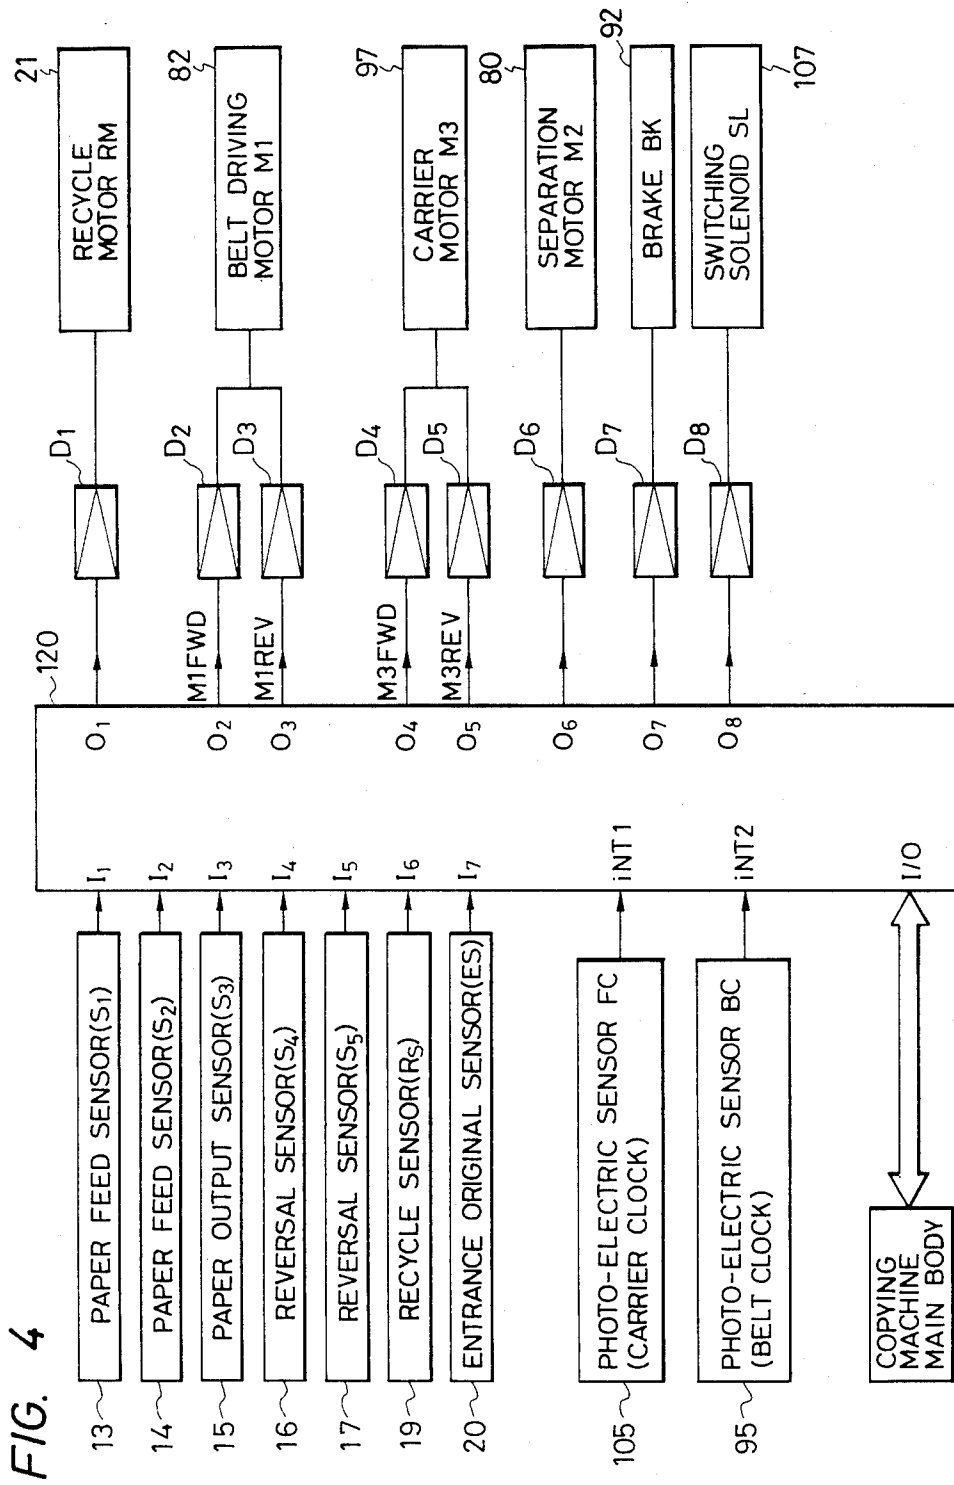 FIG. 4
13
PAPER FEED SENSOR(S1)
I1
14
PAPER FEED SENSOR(S2)
I2
15
PAPER OUTPUT SENSOR(S3)
I3
16
REVERSAL SENSOR(S4)
I4
17
REVERSAL SENSOR(S5)
I5
19
RECYCLE SENSOR(RS)
I6
20
ENTRANCE ORIGINAL SENSOR(ES)
I7
105
PHOTO-ELECTRIC SENSOR FC
(CARRIER CLOCK)
iNT1
95
PHOTO-ELECTRIC SENSOR BC
(BELT CLOCK)
iNT2
COPYING
MACHINE
MAIN BODY
I/O
120
O1
D1
RECYCLE
MOTOR RM
21
O2
M1FWD
D2
O3
M1REV
D3
BELT DRIVING
MOTOR M1
82
O4
M3FWD
D4
O5
M3REV
D5
CARRIER
MOTOR M3
97
O6
D6
SEPARATION
MOTOR M2
80
O7
D7
BRAKE BK
92
O8
D8
SWITCHING
SOLENOID SL
107